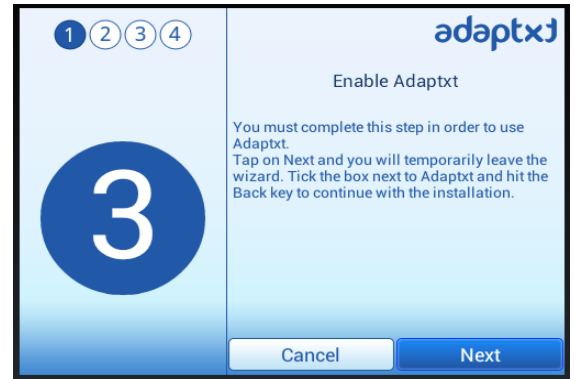 1 2 3 4
adaptxt
Enable Adaptxt
You must complete this step in order to use
Adaptxt.
Tap on Next and you will temporarily leave the
wizard. Tick the box next to Adaptxt and hit the
Back key to continue with the installation.
3
Cancel Next